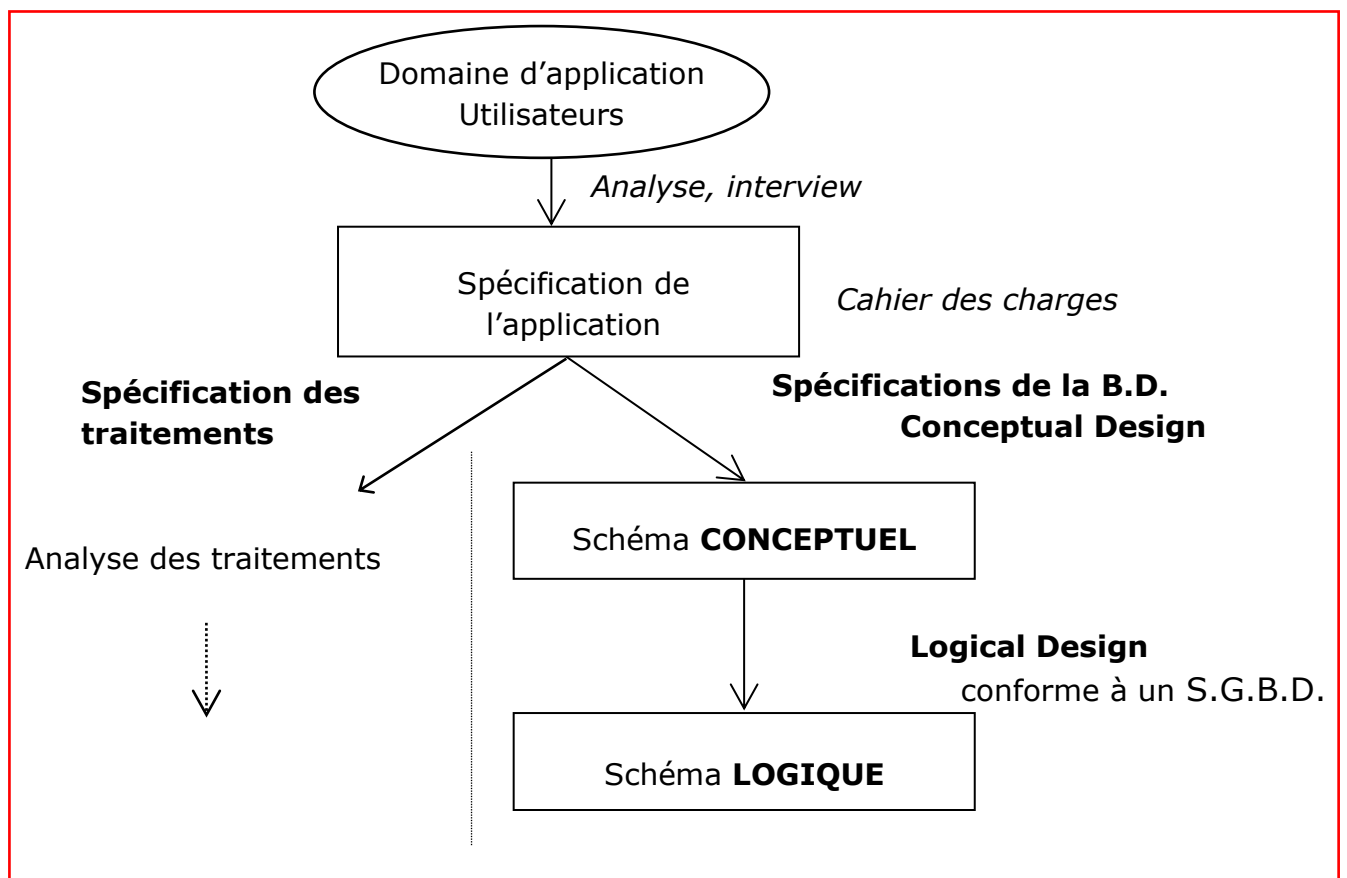 Domaine d’application
Utilisateurs
Analyse, interview
Spécification de
l’application
Cahier des charges
Spécification des
traitements
Spécifications de la B.D.
Conceptual Design
Schéma CONCEPTUEL
Analyse des traitements
Logical Design
conforme à un S.G.B.D.
Schéma LOGIQUE